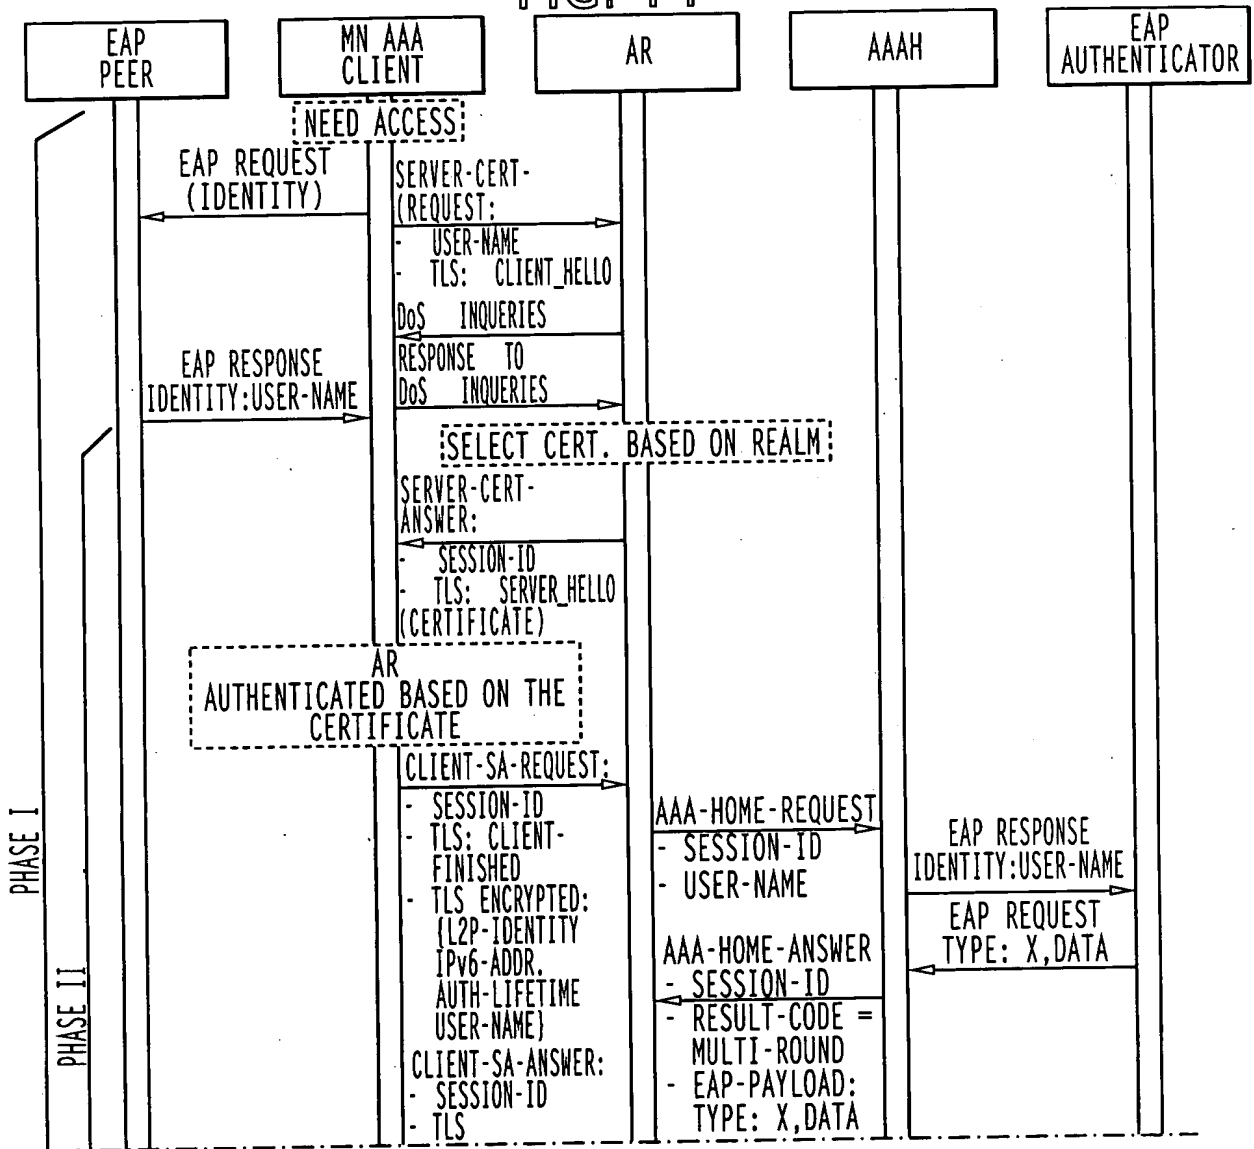 EAP
PEER
MN AAA
CLIENT
AR
AAAH
EAP
AUTHENTICATOR
NEED ACCESS
EAP REQUEST
(IDENTITY)
SERVER-CERT-
(REQUEST:
- USER-NAME
- TLS: CLIENT_HELLO
DoS INQUERIES
EAP RESPONSE
IDENTITY:USER-NAME
RESPONSE TO
DoS INQUERIES
SELECT CERT. BASED ON REALM
SERVER-CERT-
ANSWER:
- SESSION-ID
- TLS: SERVER_HELLO
(CERTIFICATE)
AR
AUTHENTICATED BASED ON THE
CERTIFICATE
CLIENT-SA-REQUEST:
- SESSION-ID
- TLS: CLIENT-
FINISHED
- TLS ENCRYPTED:
{L2P-IDENTITY
IPv6-ADDR.
AUTH-LIFETIME
USER-NAME}
CLIENT-SA-ANSWER:
- SESSION-ID
- TLS
AAA-HOME-REQUEST
- SESSION-ID
- USER-NAME
EAP RESPONSE
IDENTITY:USER-NAME
EAP REQUEST
TYPE: X,DATA
AAA-HOME-ANSWER
- SESSION-ID
- RESULT-CODE =
MULTI-ROUND
- EAP-PAYLOAD:
TYPE: X,DATA
PHASE I
PHASE II